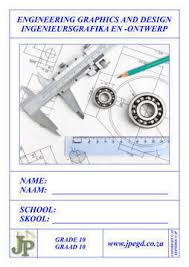 ENGINEERING GRAPHICS AND DESIGN
INGENIEURSGRAFIKA EN -ONTWERP
NAME:
NAAM:
SCHOOL:
SKOOL:
JP
GRADE 10
GRAAD 10
www.jpegd.co.za